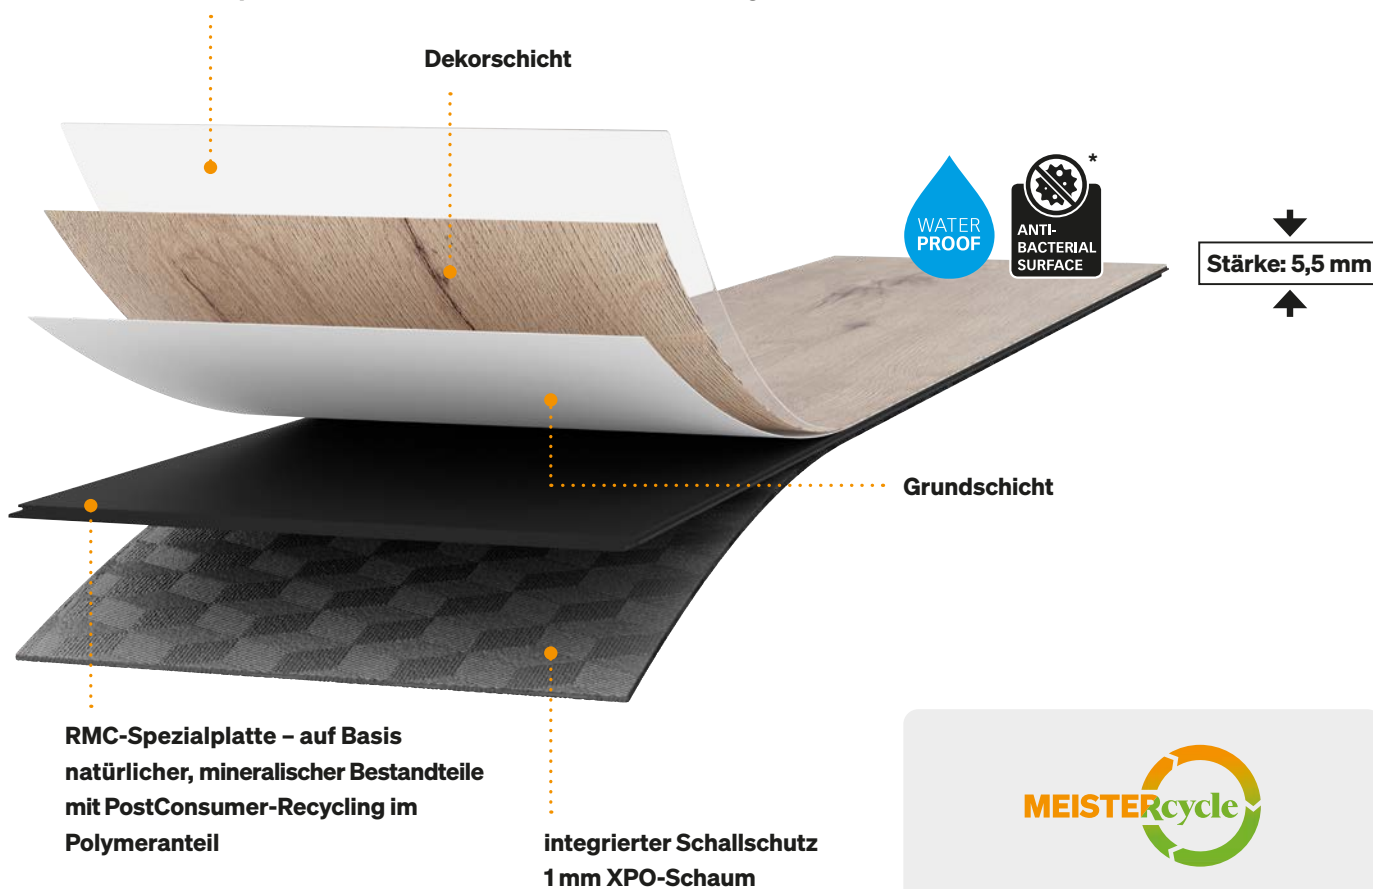 Dekorschicht
WATER
PROOF
*
ANTI-
BACTERIAL
SURFACE
Stärke: 5,5 mm
Grundschicht
RMC-Spezialplatte – auf Basis
natürlicher, mineralischer Bestandteile
mit PostConsumer-Recycling im
Polymeranteil
integrierter Schallschutz
1 mm XPO-Schaum
MEISTERcycle